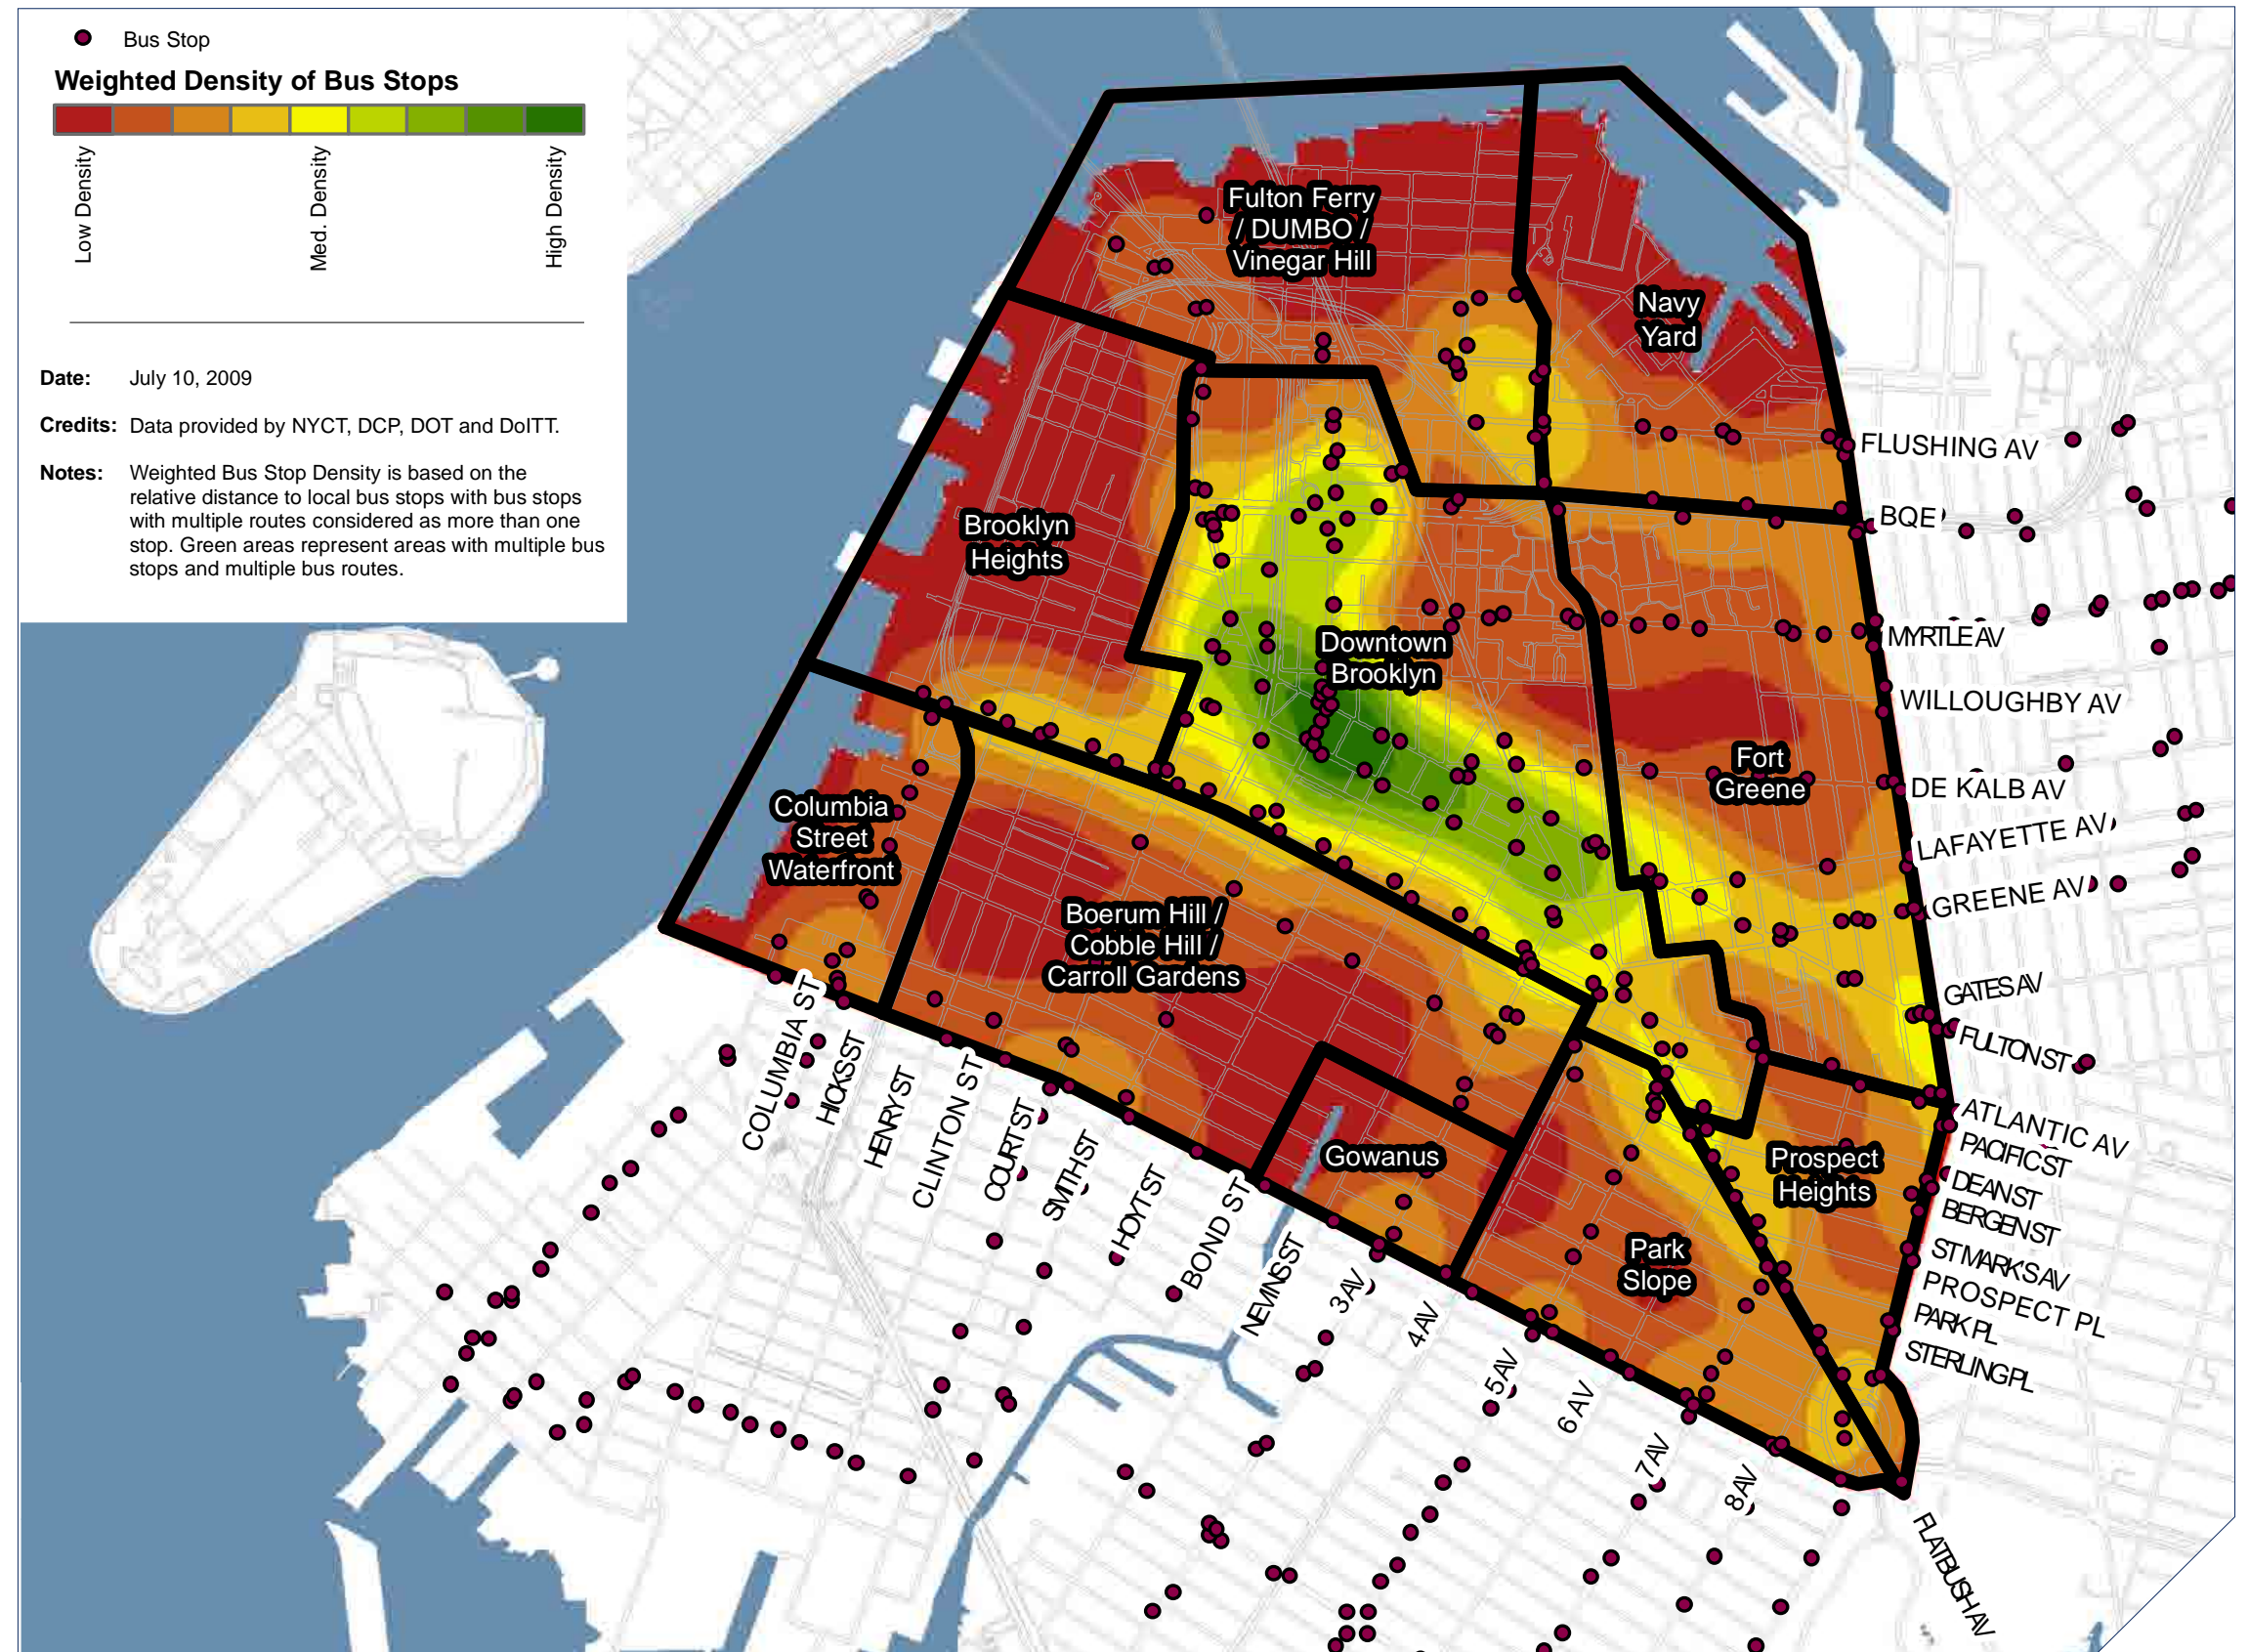 Bus Stop
Weighted Density of Bus Stops
Low Density
Med. Density
High Density
Date: July 10, 2009
Credits: Data provided by NYCT, DCP, DOT and DoITT.
Notes: Weighted Bus Stop Density is based on the
relative distance to local bus stops with bus stops
with multiple routes considered as more than one
stop. Green areas represent areas with multiple bus
stops and multiple bus routes.
Fulton Ferry
/ DUMBO /
Vinegar Hill
Navy
Yard
Brooklyn
Heights
Downtown
Brooklyn
Fort
Greene
Columbia
Street
Waterfront
Boerum Hill /
Cobble Hill /
Carroll Gardens
Gowanus
Prospect
Heights
Park
Slope
FLUSHING AV
BQE
MYRTLE AV
WILLOUGHBY AV
DE KALB AV
LAFAYETTE AV
GREENE AV
GATES AV
FULTON ST
ATLANTIC AV
PACIFIC ST
DEAN ST
BERGEN ST
ST MARK'S AV
PROSPECT PL
PARK PL
STERLING PL
COLUMBIA ST
HICKS ST
HENRY ST
CLINTON ST
COURT ST
SMITH ST
HOYT ST
BOND ST
NEVINS ST
3 AV
4 AV
5 AV
6 AV
7 AV
8 AV
FLATBUSH AV